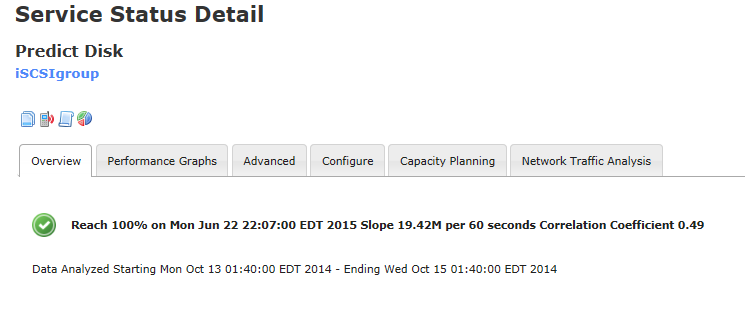 Service Status Detail
Predict Disk
iSCSIgroup
Overview Performance Graphs Advanced Configure Capacity Planning Network Traffic Analysis
Reach 100% on Mon Jun 22 22:07:00 EDT 2015 Slope 19.42M per 60 seconds Correlation Coefficient 0.49
Data Analyzed Starting Mon Oct 13 01:40:00 EDT 2014 - Ending Wed Oct 15 01:40:00 EDT 2014